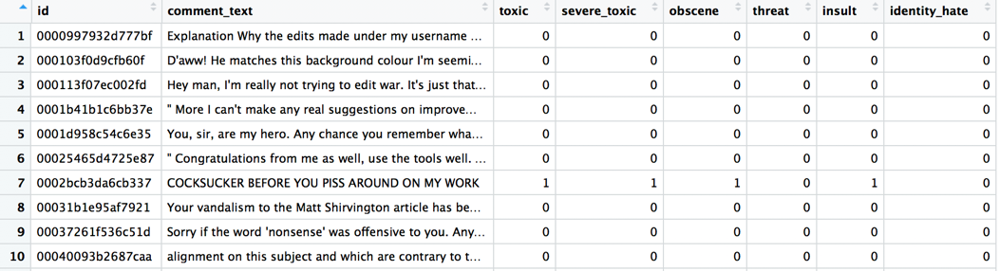 id comment_text toxic severe_toxic obscene threat insult identity_hate
1 0000997932d777bf Explanation Why the edits made under my username ... 0 0 0 0 0 0
2 000103f0d9cfb60f D'aww! He matches this background colour I'm seemi... 0 0 0 0 0 0
3 000113f07ec002fd Hey man, I'm really not trying to edit war. It's just that... 0 0 0 0 0 0
4 0001b41b1c6bb37e " More I can't make any real suggestions on improve... 0 0 0 0 0 0
5 0001d958c54c6e35 You, sir, are my hero. Any chance you remember wha... 0 0 0 0 0 0
6 00025465d4725e87 " Congratulations from me as well, use the tools well. ... 0 0 0 0 0 0
7 0002bcb3da6cb337 COCKSUCKER BEFORE YOU PISS AROUND ON MY WORK 1 1 1 0 1 0
8 00031b1e95af7921 Your vandalism to the Matt Shirvington article has be... 0 0 0 0 0 0
9 00037261f536c51d Sorry if the word 'nonsense' was offensive to you. Any... 0 0 0 0 0 0
10 00040093b2687caa alignment on this subject and which are contrary to t... 0 0 0 0 0 0